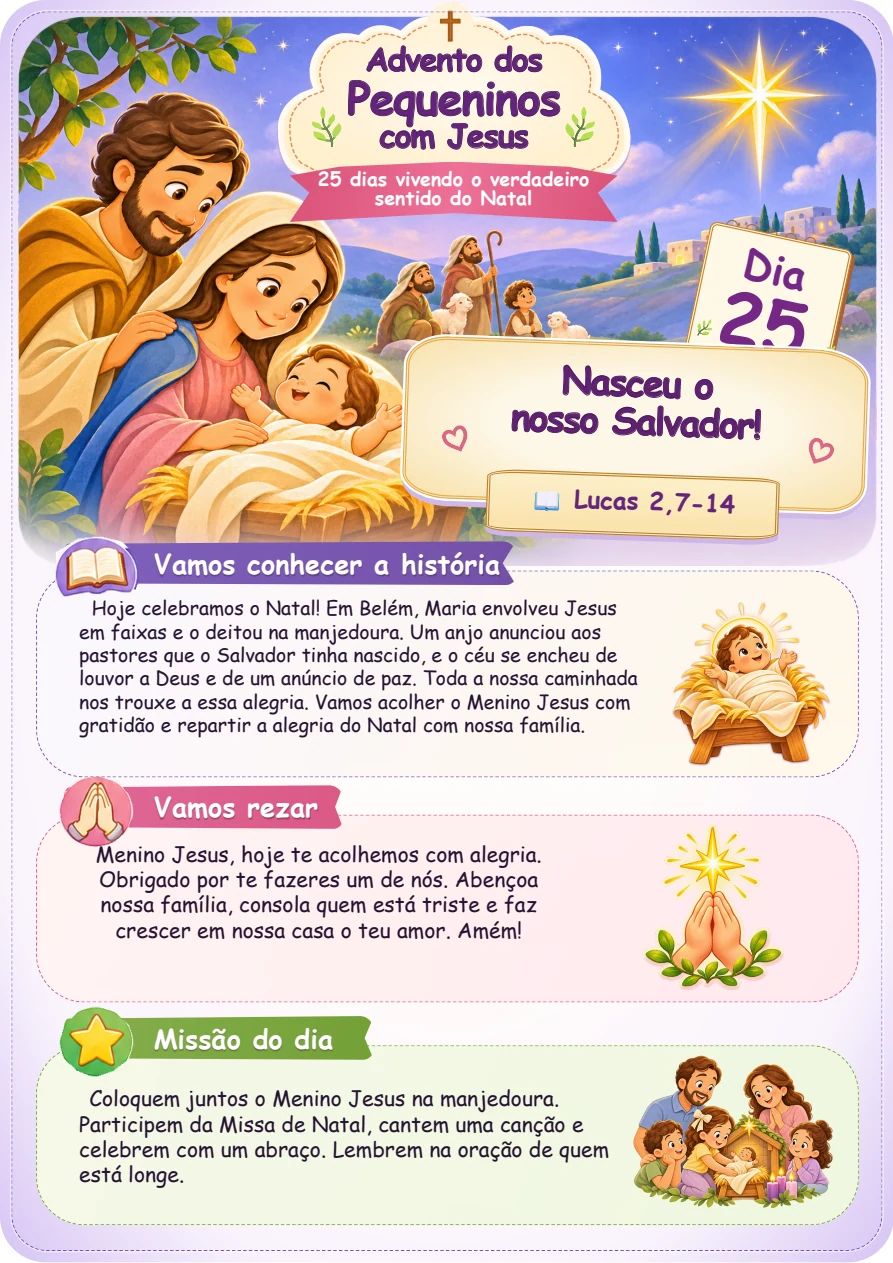 Advento dos
Pequeninos
com Jesus
25 dias vivendo o verdadeiro
sentido do Natal
Dia
25
Nasceu o
nosso Salvador!
Lucas 2,7-14
Vamos conhecer a história
Hoje celebramos o Natal! Em Belém, Maria envolveu Jesus
em faixas e o deitou na manjedoura. Um anjo anunciou aos
pastores que o Salvador tinha nascido, e o céu se encheu de
louvor a Deus e de um anúncio de paz. Toda a nossa caminhada
nos trouxe a essa alegria. Vamos acolher o Menino Jesus com
gratidão e repartir a alegria do Natal com nossa família.
Vamos rezar
Menino Jesus, hoje te acolhemos com alegria.
Obrigado por te fazeres um de nós. Abençoa
nossa família, consola quem está triste e faz
crescer em nossa casa o teu amor. Amém!
Missão do dia
Coloquem juntos o Menino Jesus na manjedoura.
Participem da Missa de Natal, cantem uma canção e
celebrem com um abraço. Lembrem na oração de quem
está longe.